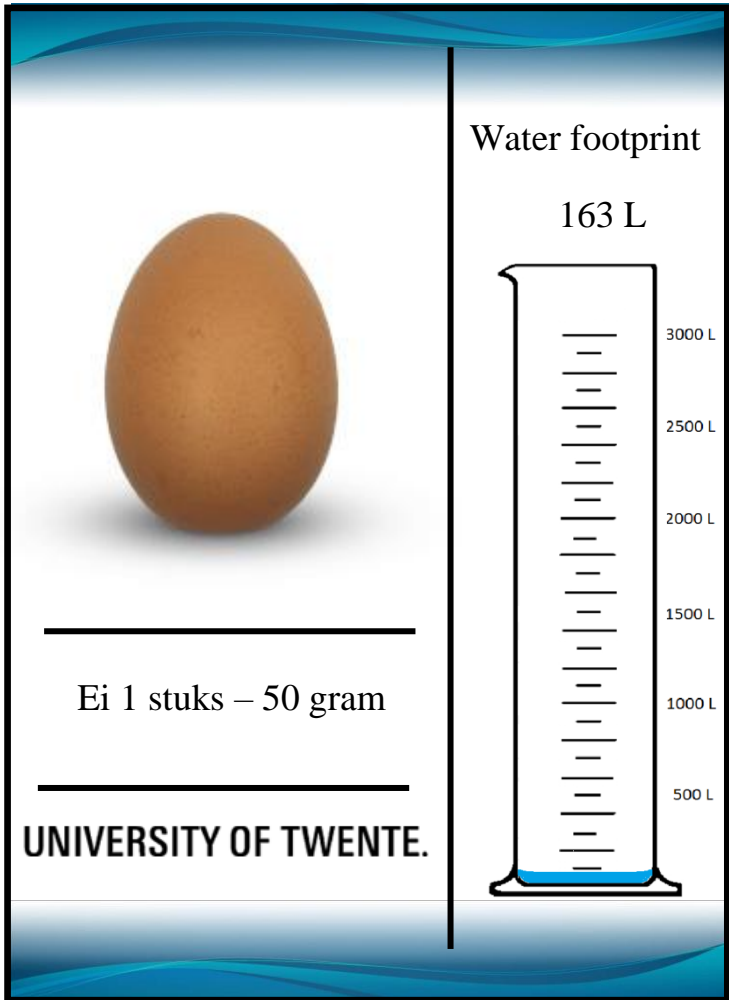 Water footprint
163 L
3000 L
2500 L
2000 L
1500 L
1000 L
500 L
Ei 1 stuks – 50 gram
UNIVERSITY OF TWENTE.